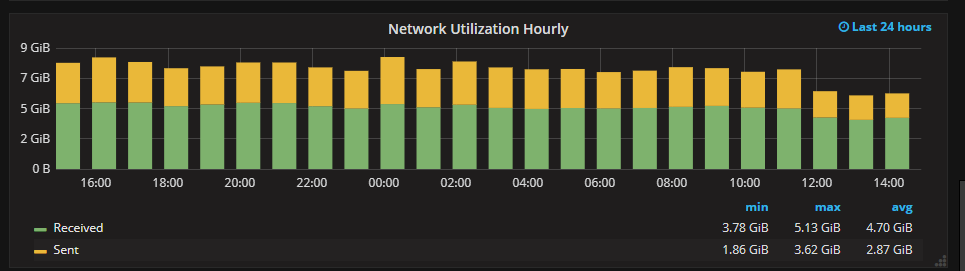 Network Utilization Hourly
Last 24 hours
9 GiB
7 GiB
5 GiB
2 GiB
0 B
16:00 18:00 20:00 22:00 00:00 02:00 04:00 06:00 08:00 10:00 12:00 14:00
min max avg
Received 3.78 GiB 5.13 GiB 4.70 GiB
Sent 1.86 GiB 3.62 GiB 2.87 GiB